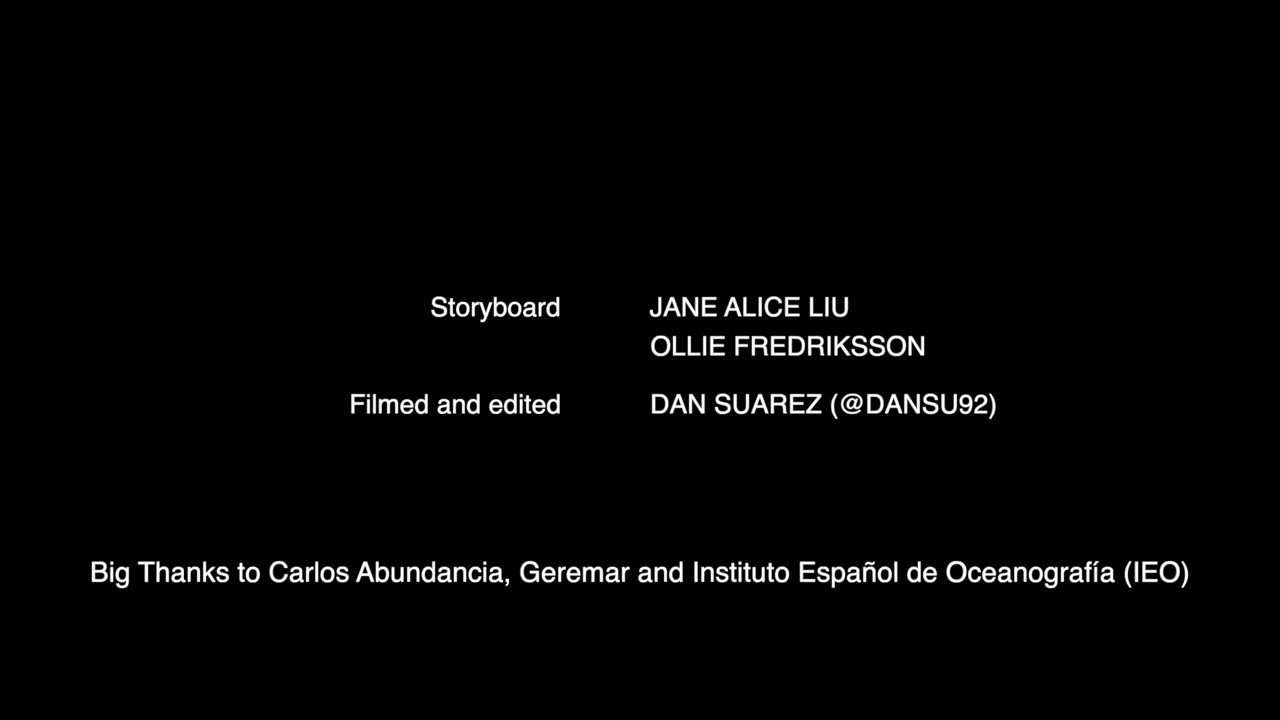 Storyboard JANE ALICE LIU
OLLIE FREDRIKSSON
Filmed and edited DAN SUAREZ (@DANSU92)
Big Thanks to Carlos Abundancia, Geremar and Instituto Español de Oceanografía (IEO)